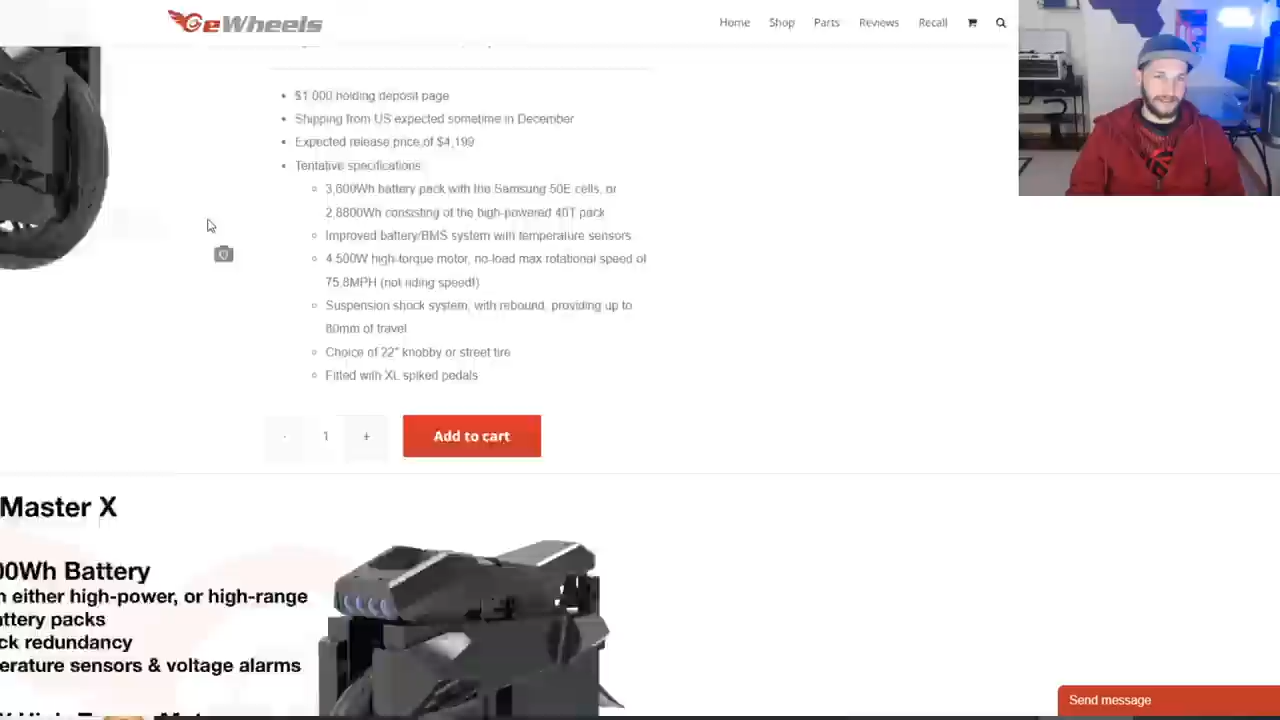 eWheels
Home Shop Parts Reviews Recall
$1 000 holding deposit page
Shipping from US expected sometime in December
Expected release price of $4,199
Tentative specifications
3,600Wh battery pack with the Samsung 50E cells, or
2,8800Wh consisting of the high-powered 40T pack
Improved battery/BMS system with temperature sensors
4 500W high-torque motor, no-load max rotational speed of
75.8MPH (not riding speed!)
Suspension shock system, with rebound, providing up to
80mm of travel
Choice of 22" knobby or street tire
Fitted with XL spiked pedals
- 1 +
Add to cart
Master X
00Wh Battery
either high-power, or high-range
ttery packs
ck redundancy
erature sensors & voltage alarms
Send message